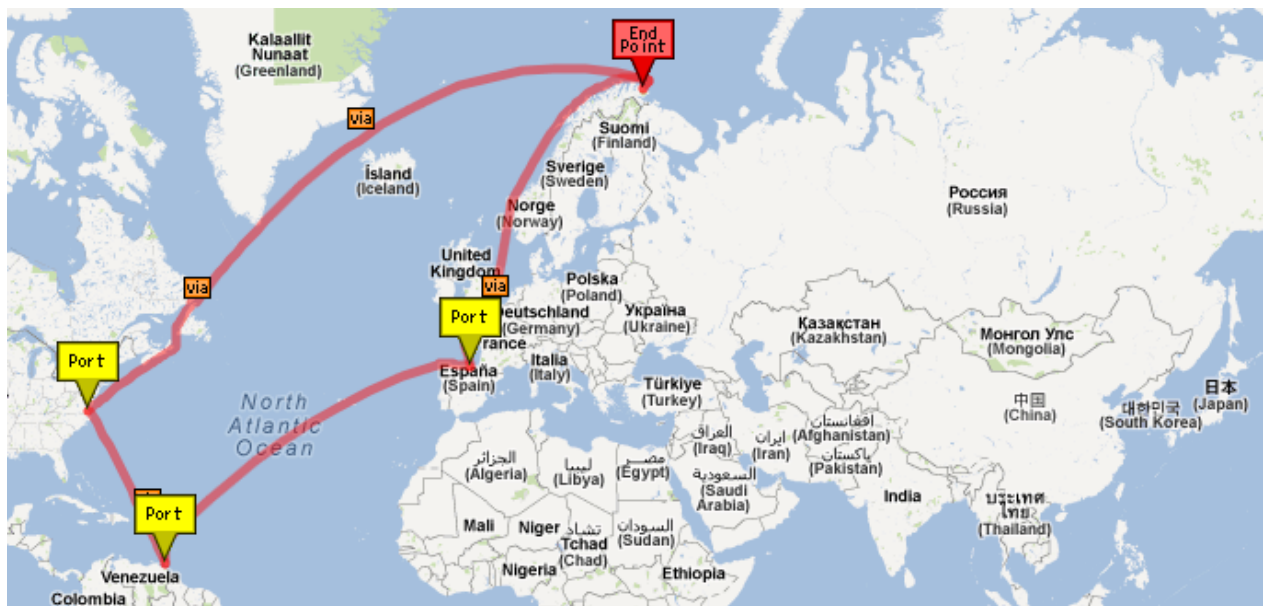 End
Point
Kalaallit
Nunaat
(Greenland)
via
Suomi
(Finland)
Ísland
(Iceland)
Sverige
(Sweden)
Россия
(Russia)
Norge
(Norway)
United
Kingdom
via
via
Polska
(Poland)
Port
Deutschland
(Germany)
Україна
(Ukraine)
Қазақстан
(Kazakhstan)
Монгол Улс
(Mongolia)
France
Port
España
(Spain)
Italia
(Italy)
Türkiye
(Turkey)
中国
(China)
대한민국
(South Korea)
日本
(Japan)
North
Atlantic
Ocean
العراق
(Iraq)
ایران
(Iran)
افغانستان
(Afghanistan)
پاکستان
(Pakistan)
الجزائر
(Algeria)
ليبيا
(Libya)
مصر
(Egypt)
السعودية
(Saudi
Arabia)
India
ประเทศ
ไทย
(Thailand)
Port
Mali
Niger
تشاد
Tchad
(Chad)
السودان
(Sudan)
Nigeria
Ethiopia
Venezuela
Colombia